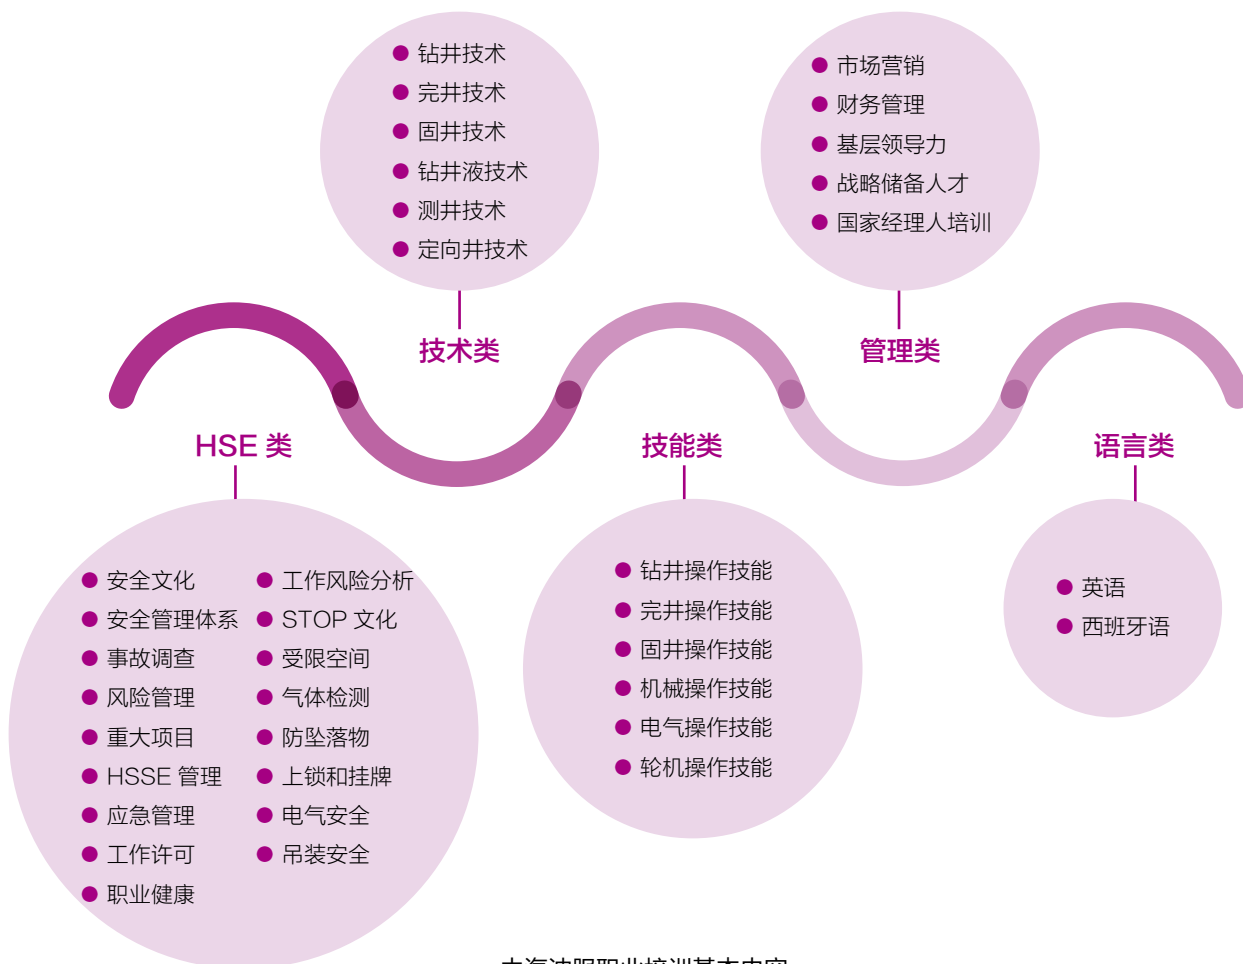 钻井技术
完井技术
固井技术
钻井液技术
测井技术
定向井技术
技术类
市场营销
财务管理
基层领导力
战略储备人才
国家经理人培训
管理类
HSE 类
安全文化
安全管理体系
事故调查
风险管理
重大项目
HSSE 管理
应急管理
工作许可
职业健康
工作风险分析
STOP 文化
受限空间
气体检测
防坠落物
上锁和挂牌
电气安全
吊装安全
技能类
钻井操作技能
完井操作技能
固井操作技能
机械操作技能
电气操作技能
轮机操作技能
语言类
英语
西班牙语